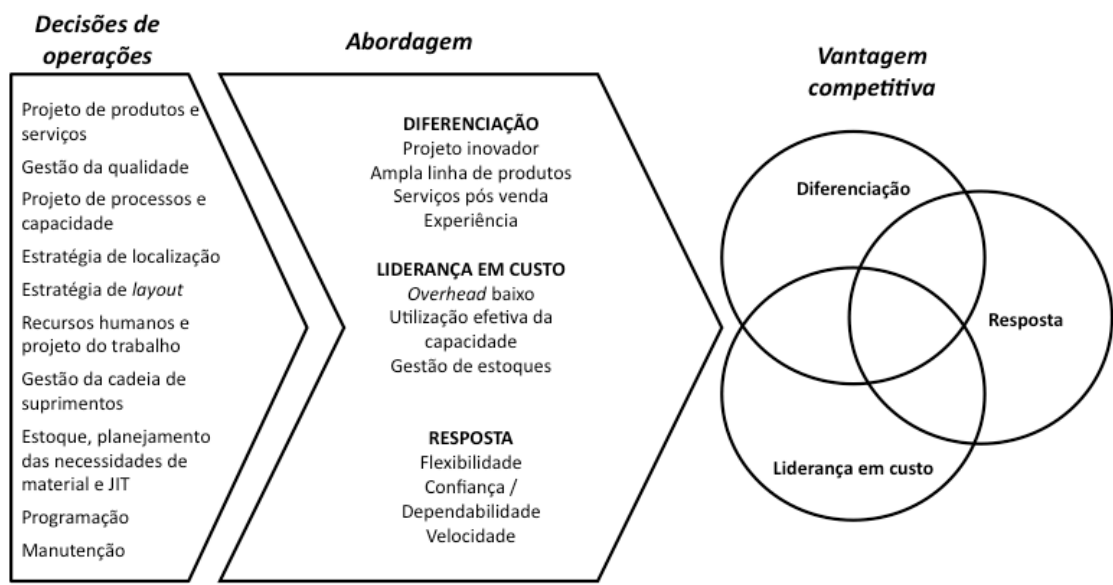 Decisões de
operações
Projeto de produtos e
serviços
Gestão da qualidade
Projeto de processos e
capacidade
Estratégia de localização
Estratégia de layout
Recursos humanos e
projeto do trabalho
Gestão da cadeia de
suprimentos
Estoque, planejamento
das necessidades de
material e JIT
Programação
Manutenção
Abordagem
DIFERENCIAÇÃO
Projeto inovador
Ampla linha de produtos
Serviços pós venda
Experiência
LIDERANÇA EM CUSTO
Overhead baixo
Utilização efetiva da
capacidade
Gestão de estoques
RESPOSTA
Flexibilidade
Confiança /
Dependabilidade
Velocidade
Vantagem
competitiva
Diferenciação
Resposta
Liderança em custo